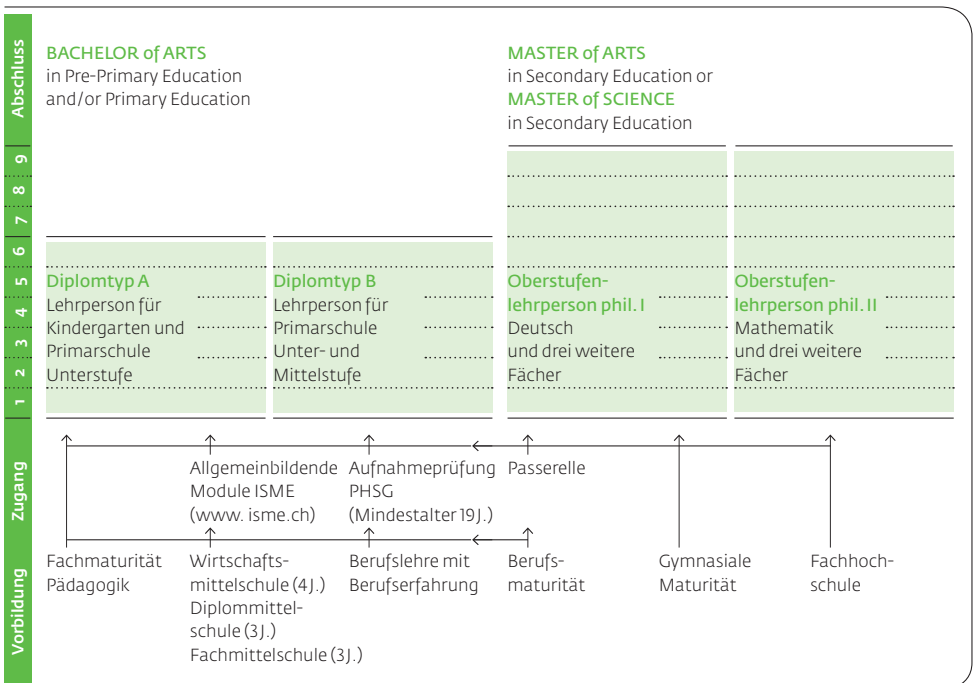 Abschluss
BACHELOR of ARTS
in Pre-Primary Education
and/or Primary Education
MASTER of ARTS
in Secondary Education or
MASTER of SCIENCE
in Secondary Education
9
8
7
6
5
4
3
2
1
Diplomtyp A
Lehrperson für
Kindergarten und
Primarschule
Unterstufe
Diplomtyp B
Lehrperson für
Primarschule
Unter- und
Mittelstufe
Oberstufen-
lehrperson phil. I
Deutsch
und drei weitere
Fächer
Oberstufen-
lehrperson phil. II
Mathematik
und drei weitere
Fächer
Zugang
Allgemeinbildende
Module ISME
(www. isme.ch)
Aufnahmeprüfung
PHSG
(Mindestalter 19J.)
Passerelle
Vorbildung
Fachmaturität
Pädagogik
Wirtschafts-
mittelschule (4J.)
Diplommittel-
schule (3J.)
Fachmittelschule (3J.)
Berufslehre mit
Berufserfahrung
Berufs-
maturität
Gymnasiale
Maturität
Fachhoch-
schule